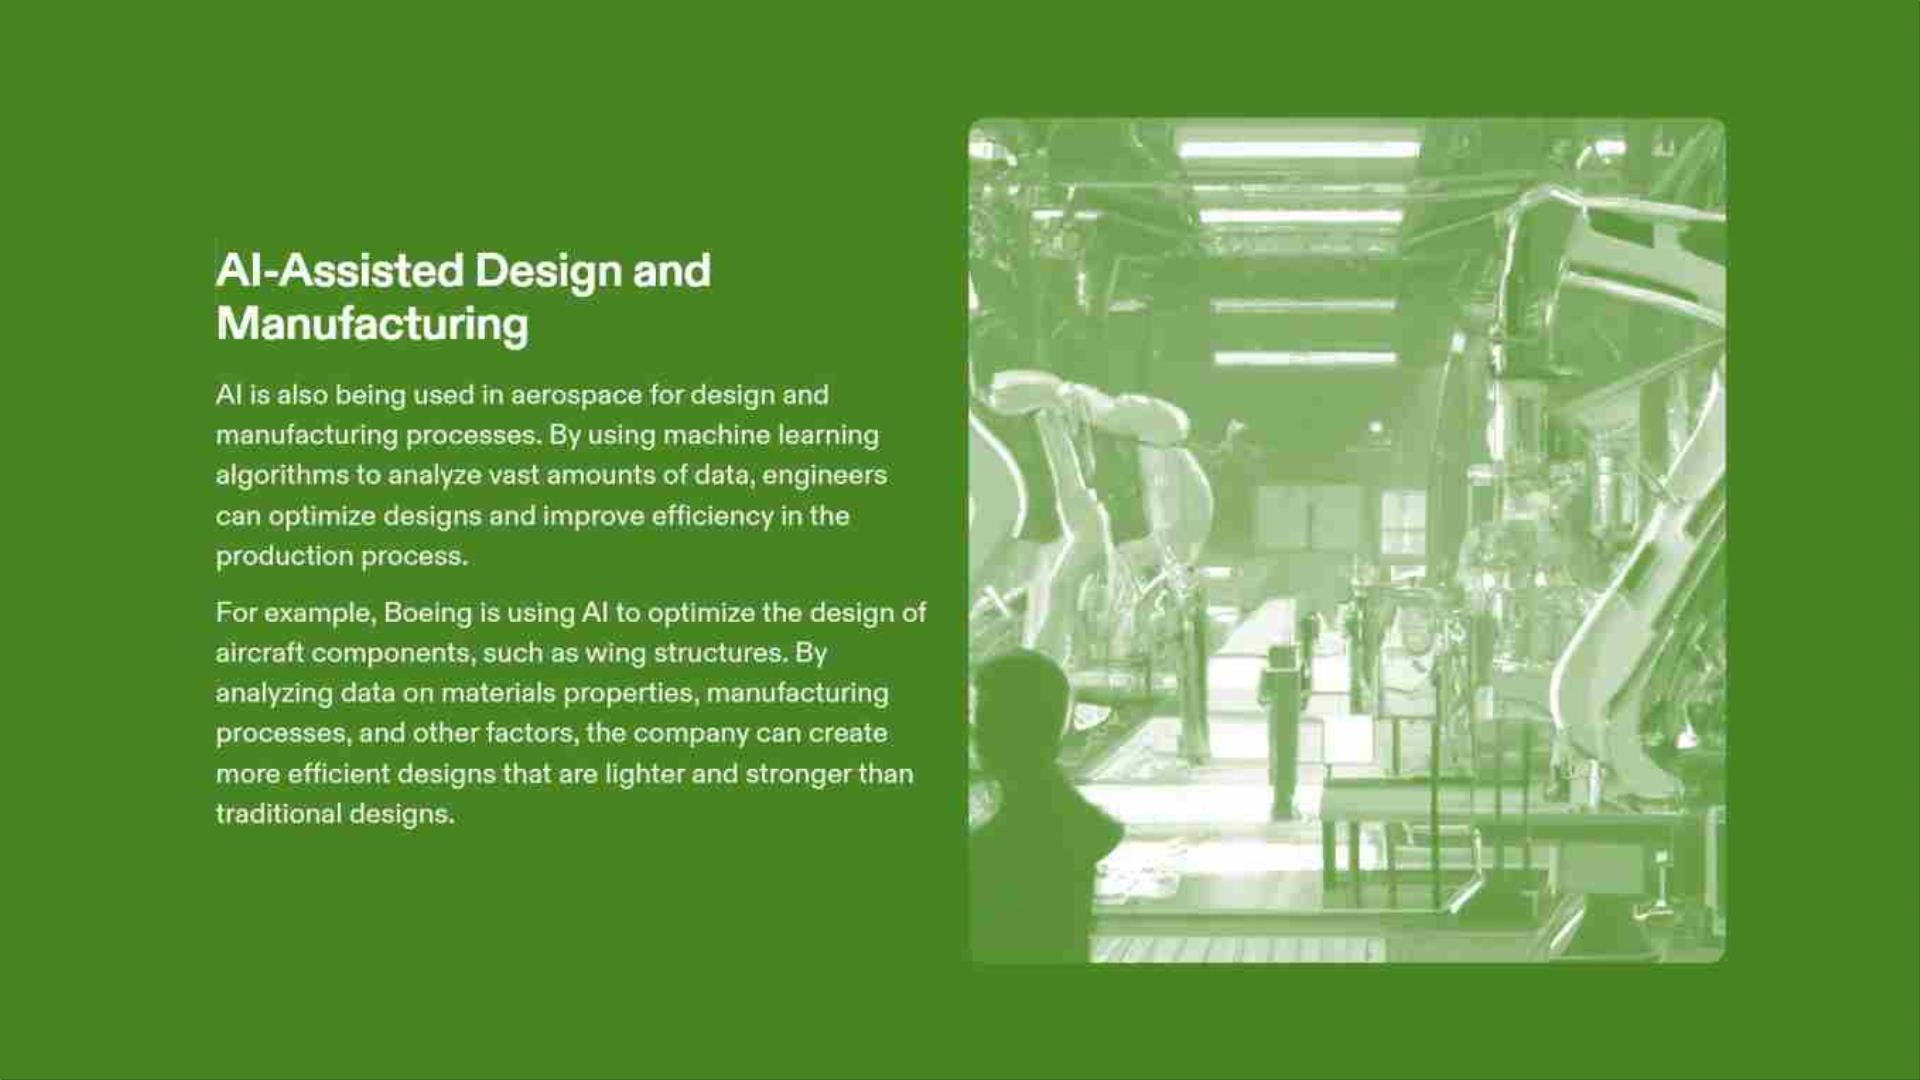 AI-Assisted Design and
Manufacturing
AI is also being used in aerospace for design and
manufacturing processes. By using machine learning
algorithms to analyze vast amounts of data, engineers
can optimize designs and improve efficiency in the
production process.
For example, Boeing is using AI to optimize the design of
aircraft components, such as wing structures. By
analyzing data on materials properties, manufacturing
processes, and other factors, the company can create
more efficient designs that are lighter and stronger than
traditional designs.